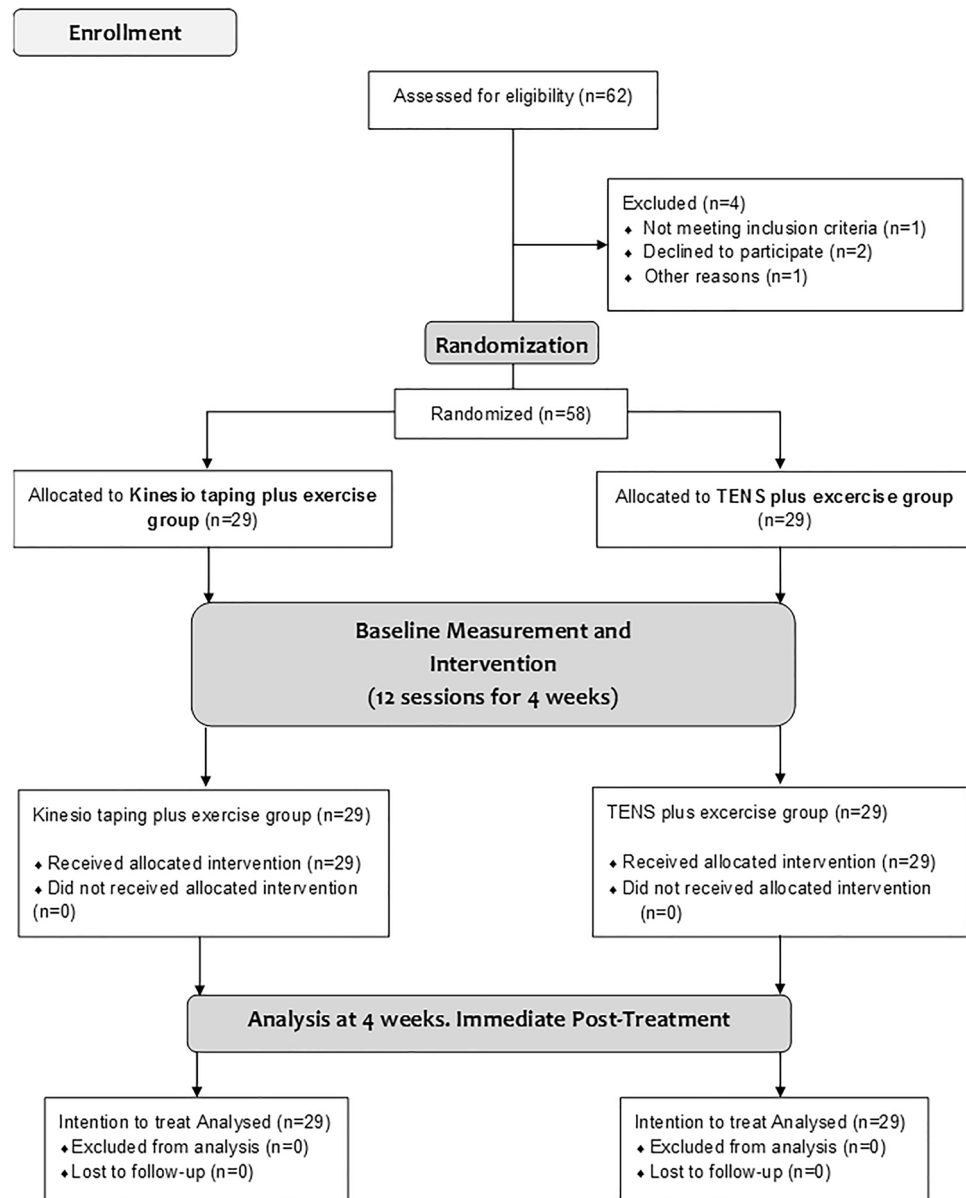 Enrollment
Assessed for eligibility (n=62)
Excluded (n=4)
♦ Not meeting inclusion criteria (n=1)
♦ Declined to participate (n=2)
♦ Other reasons (n=1)
Randomization
Randomized (n=58)
Allocated to Kinesio taping plus exercise
group (n=29)
Allocated to TENS plus excercise group
(n=29)
Baseline Measurement and
Intervention
(12 sessions for 4 weeks)
Kinesio taping plus exercise group (n=29)
♦ Received allocated intervention (n=29)
♦ Did not received allocated intervention
(n=0)
TENS plus excercise group (n=29)
♦ Received allocated intervention (n=29)
♦ Did not received allocated intervention
(n=0)
Analysis at 4 weeks. Immediate Post-Treatment
Intention to treat Analysed (n=29)
♦Excluded from analysis (n=0)
♦Lost to follow-up (n=0)
Intention to treat Analysed (n=29)
♦ Excluded from analysis (n=0)
♦ Lost to follow-up (n=0)